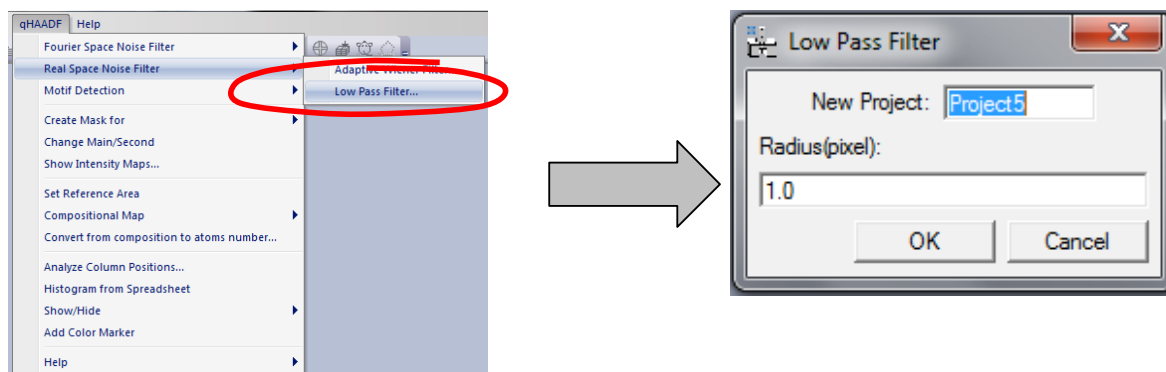 qHAADF Help
Fourier Space Noise Filter
Real Space Noise Filter
Adaptive Wiener Filter...
Motif Detection
Low Pass Filter...
Create Mask for
Change Main/Second
Show Intensity Maps...
Set Reference Area
Compositional Map
Convert from composition to atoms number...
Analyze Column Positions...
Histogram from Spreadsheet
Show/Hide
Add Color Marker
Help
Low Pass Filter
New Project: Project5
Radius(pixel):
1.0
OK Cancel